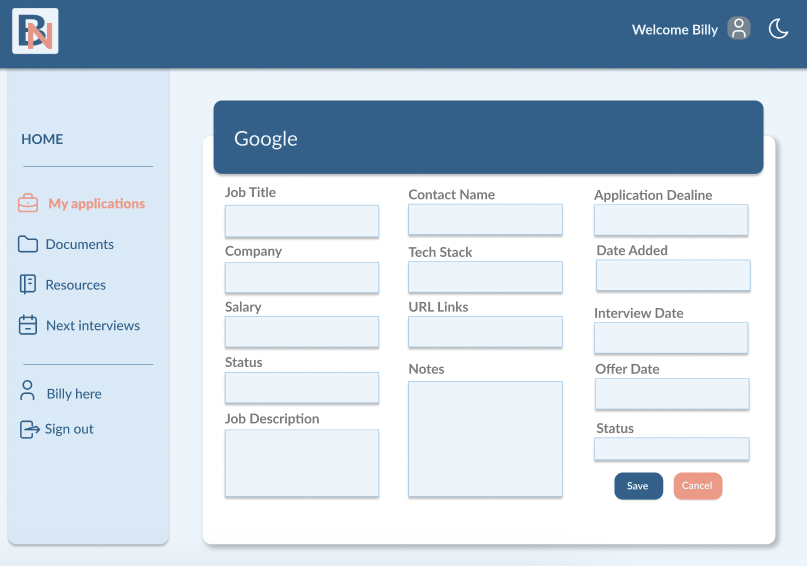 BN
Welcome Billy
HOME
My applications
Documents
Resources
Next interviews
Billy here
Sign out
Google
Job Title
Company
Salary
Status
Job Description
Contact Name
Tech Stack
URL Links
Notes
Application Dealine
Date Added
Interview Date
Offer Date
Status
Save
Cancel